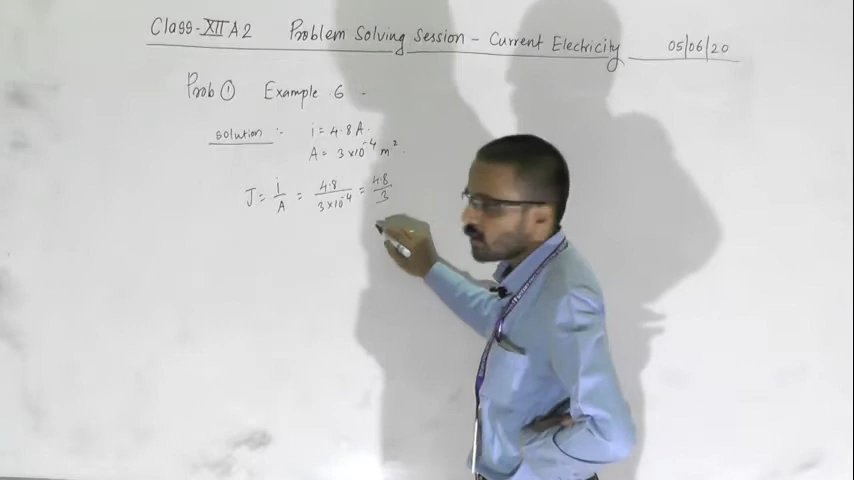 Class-XII A2 Problem Solving Session - Current Electricity 05/06/20
Prob ① Example 6 -
Solution :- i = 4.8 A.
A = 3×10⁻⁴ m².
J = i/A = 4.8/3×10⁻⁴ = 4.8/3